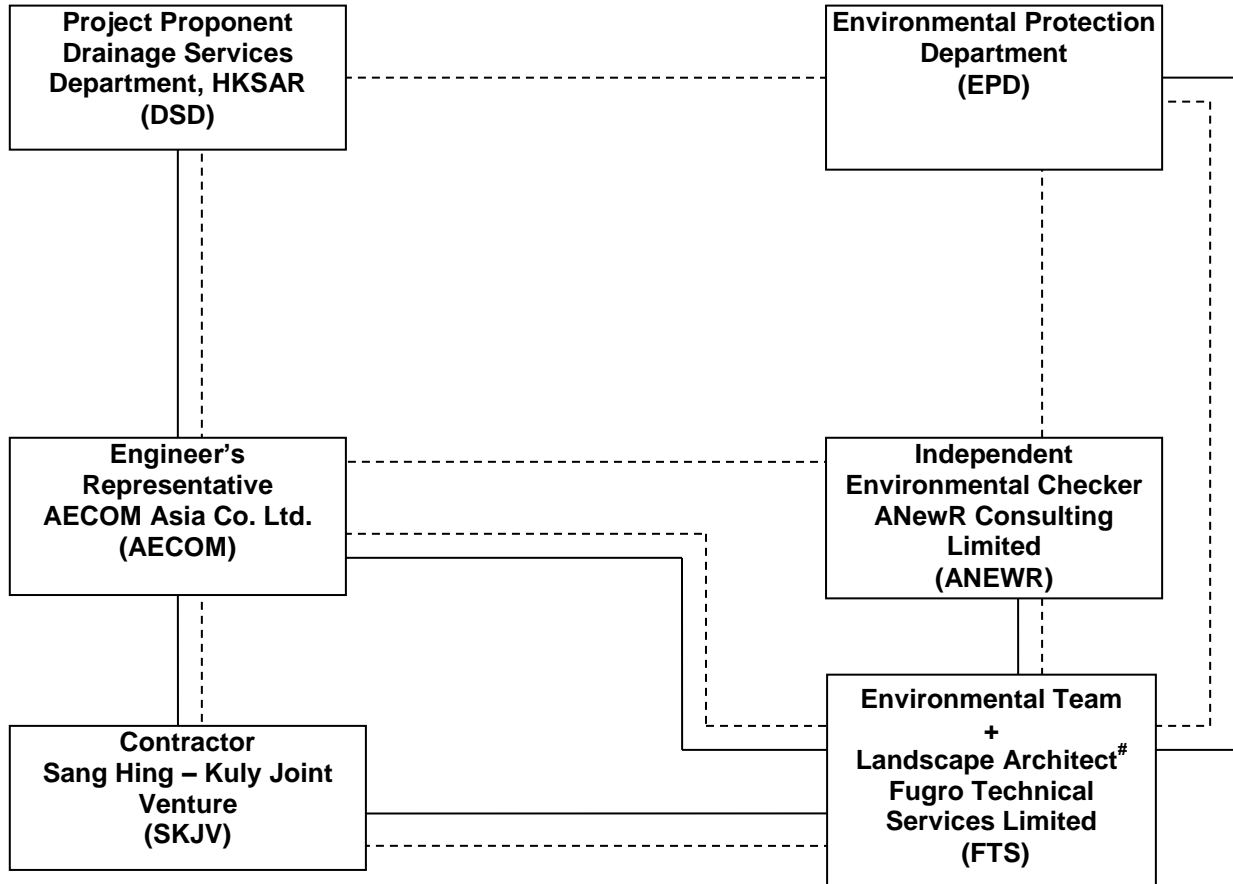 Project Proponent
Drainage Services
Department, HKSAR
(DSD)
Environmental Protection
Department
(EPD)
Engineer's
Representative
AECOM Asia Co. Ltd.
(AECOM)
Independent
Environmental Checker
ANewR Consulting
Limited
(ANEWR)
Contractor
Sang Hing – Kuly Joint
Venture
(SKJV)
Environmental Team
+
Landscape Architect#
Fugro Technical
Services Limited
(FTS)